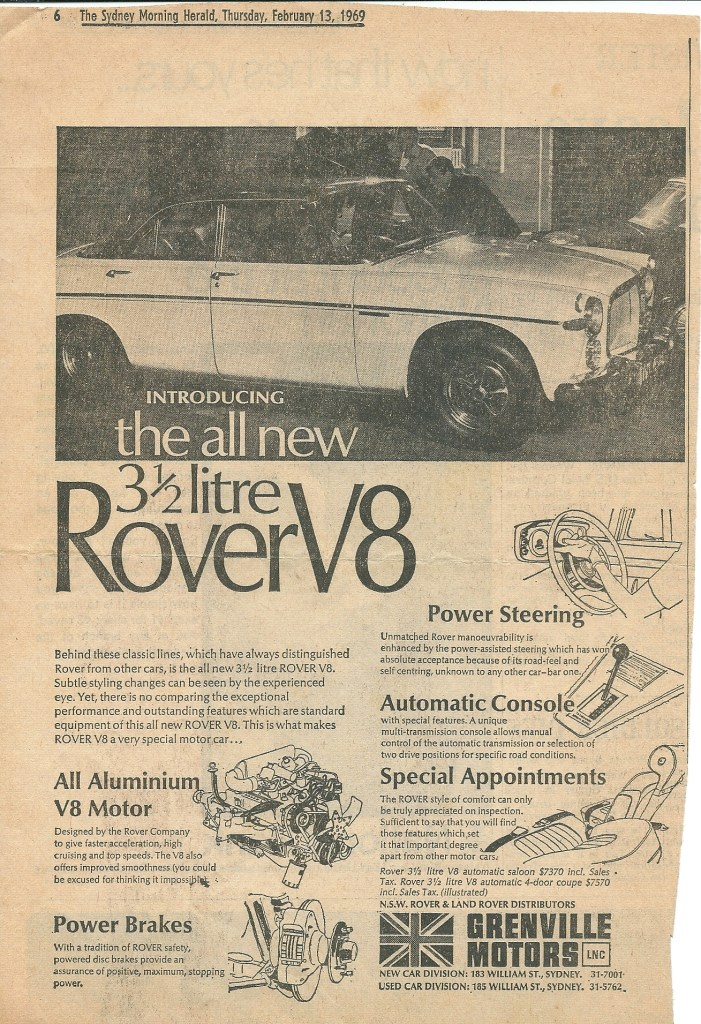 6 The Sydney Morning Herald, Thursday, February 13, 1969
INTRODUCING
the all new
3½ litre
Rover V8
Behind these classic lines, which have always distinguished
Rover from other cars, is the all new 3½ litre ROVER V8.
Subtle styling changes can be seen by the experienced
eye. Yet, there is no comparing the exceptional
performance and outstanding features which are standard
equipment of this all new ROVER V8. This is what makes
ROVER V8 a very special motor car...
All Aluminium
V8 Motor
Designed by the Rover Company
to give faster acceleration, high
cruising and top speeds. The V8 also
offers improved smoothness (you could
be excused for thinking it impossible).
Power Brakes
With a tradition of ROVER safety,
powered disc brakes provide an
assurance of positive, maximum, stopping
power.
Power Steering
Unmatched Rover manoeuvrability is
enhanced by the power-assisted steering which has won
absolute acceptance because of its road-feel and
self centring, unknown to any other car—bar one.
Automatic Console
with special features. A unique
multi-transmission console allows manual
control of the automatic transmission or selection of
two drive positions for specific road conditions.
Special Appointments
The ROVER style of comfort can only
be truly appreciated on inspection.
Sufficient to say that you will find
those features which set
it that important degree
apart from other motor cars.
Rover 3½ litre V8 automatic saloon $7370 incl. Sales
Tax. Rover 3½ litre V8 automatic 4-door coupe $7570
incl. Sales Tax. (illustrated)
N.S.W. ROVER & LAND ROVER DISTRIBUTORS
GRENVILLE
MOTORS LNC
NEW CAR DIVISION: 183 WILLIAM ST., SYDNEY. 31-7001
USED CAR DIVISION: 185 WILLIAM ST., SYDNEY. 31-5762